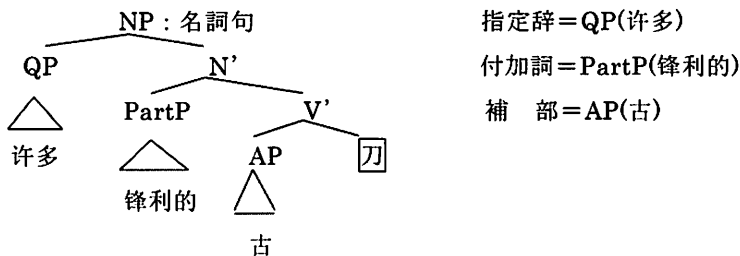 NP：名詞句
指定辞＝QP(许多)
QP N’
付加詞＝PartP(锋利的)
PartP V’
補　部＝AP(古)
许多 AP 刀
锋利的
古